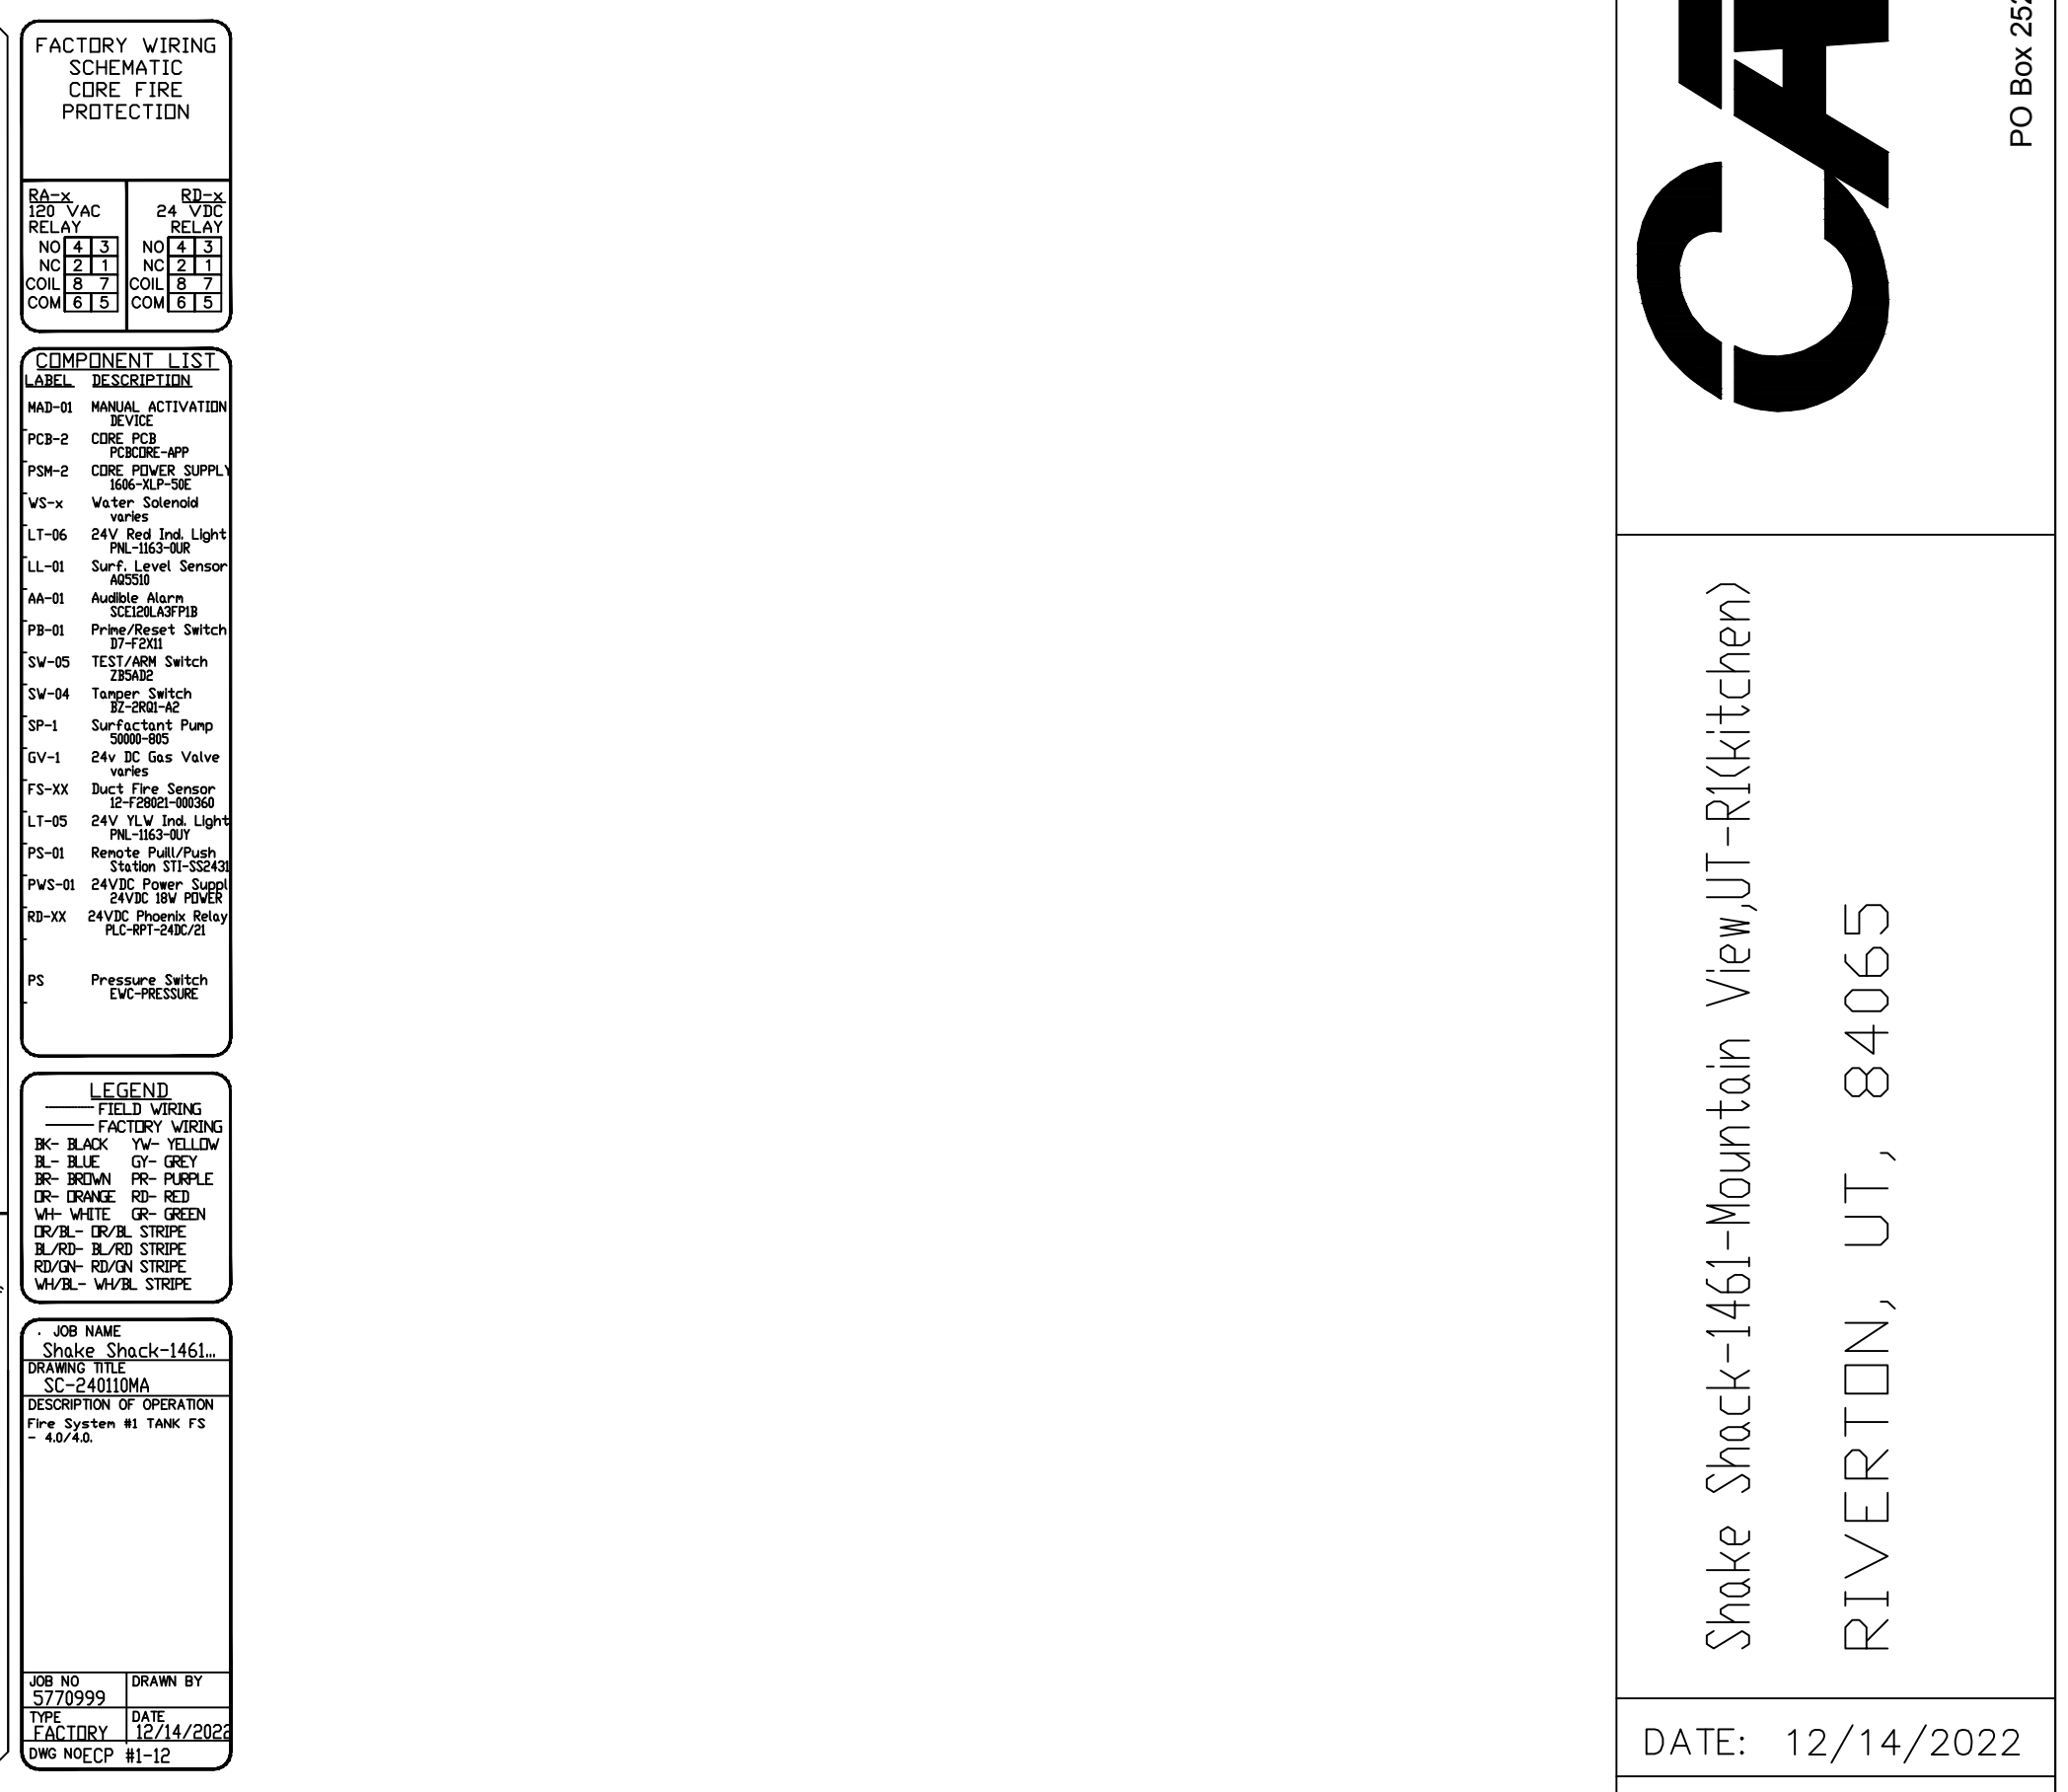 FACTORY WIRING
SCHEMATIC
CORE FIRE
PROTECTION
RA-x
120 VAC
RELAY
NO 4 3
NC 2 1
COIL 8 7
COM 6 5
RD-x
24 VDC
RELAY
NO 4 3
NC 2 1
COIL 8 7
COM 6 5
COMPONENT LIST
LABEL DESCRIPTION
MAD-01 MANUAL ACTIVATION
DEVICE
PCB-2 CORE PCB
PCBCORE-APP
PSM-2 CORE POWER SUPPLY
1606-XLP-50E
WS-x Water Solenoid
varies
LT-06 24V Red Ind. Light
PNL-1163-0UR
LL-01 Surf. Level Sensor
AQ5510
AA-01 Audible Alarm
SCE120LA3FP1B
PB-01 Prime/Reset Switch
D7-F2X11
SW-05 TEST/ARM Switch
ZB5AD2
SW-04 Tamper Switch
BZ-2RQ1-A2
SP-1 Surfactant Pump
50000-805
GV-1 24v DC Gas Valve
varies
FS-XX Duct Fire Sensor
12-F28021-000360
LT-05 24V YLW Ind. Light
PNL-1163-0UY
PS-01 Remote Pull/Push
Station STI-SS2431
PWS-01 24VDC Power Suppl
24VDC 18W POWER
RD-XX 24VDC Phoenix Relay
PLC-RPT-24DC/21
PS Pressure Switch
EWC-PRESSURE
LEGEND
FIELD WIRING
FACTORY WIRING
BK- BLACK YW- YELLOW
BL- BLUE GY- GREY
BR- BROWN PR- PURPLE
OR- ORANGE RD- RED
WH- WHITE GR- GREEN
OR/BL- OR/BL STRIPE
BL/RD- BL/RD STRIPE
RD/GN- RD/GN STRIPE
WH/BL- WH/BL STRIPE
JOB NAME
Shake Shack-1461...
DRAWING TITLE
SC-240110MA
DESCRIPTION OF OPERATION
Fire System #1 TANK FS
- 4.0/4.0.
JOB NO
5770999
DRAWN BY
TYPE
FACTORY
DATE
12/14/2022
DWG NO ECP #1-12
CA
PO Box 252
Shake Shack-1461-Mountain View,UT-R1(kitchen)
RIVERTON, UT, 84065
DATE: 12/14/2022